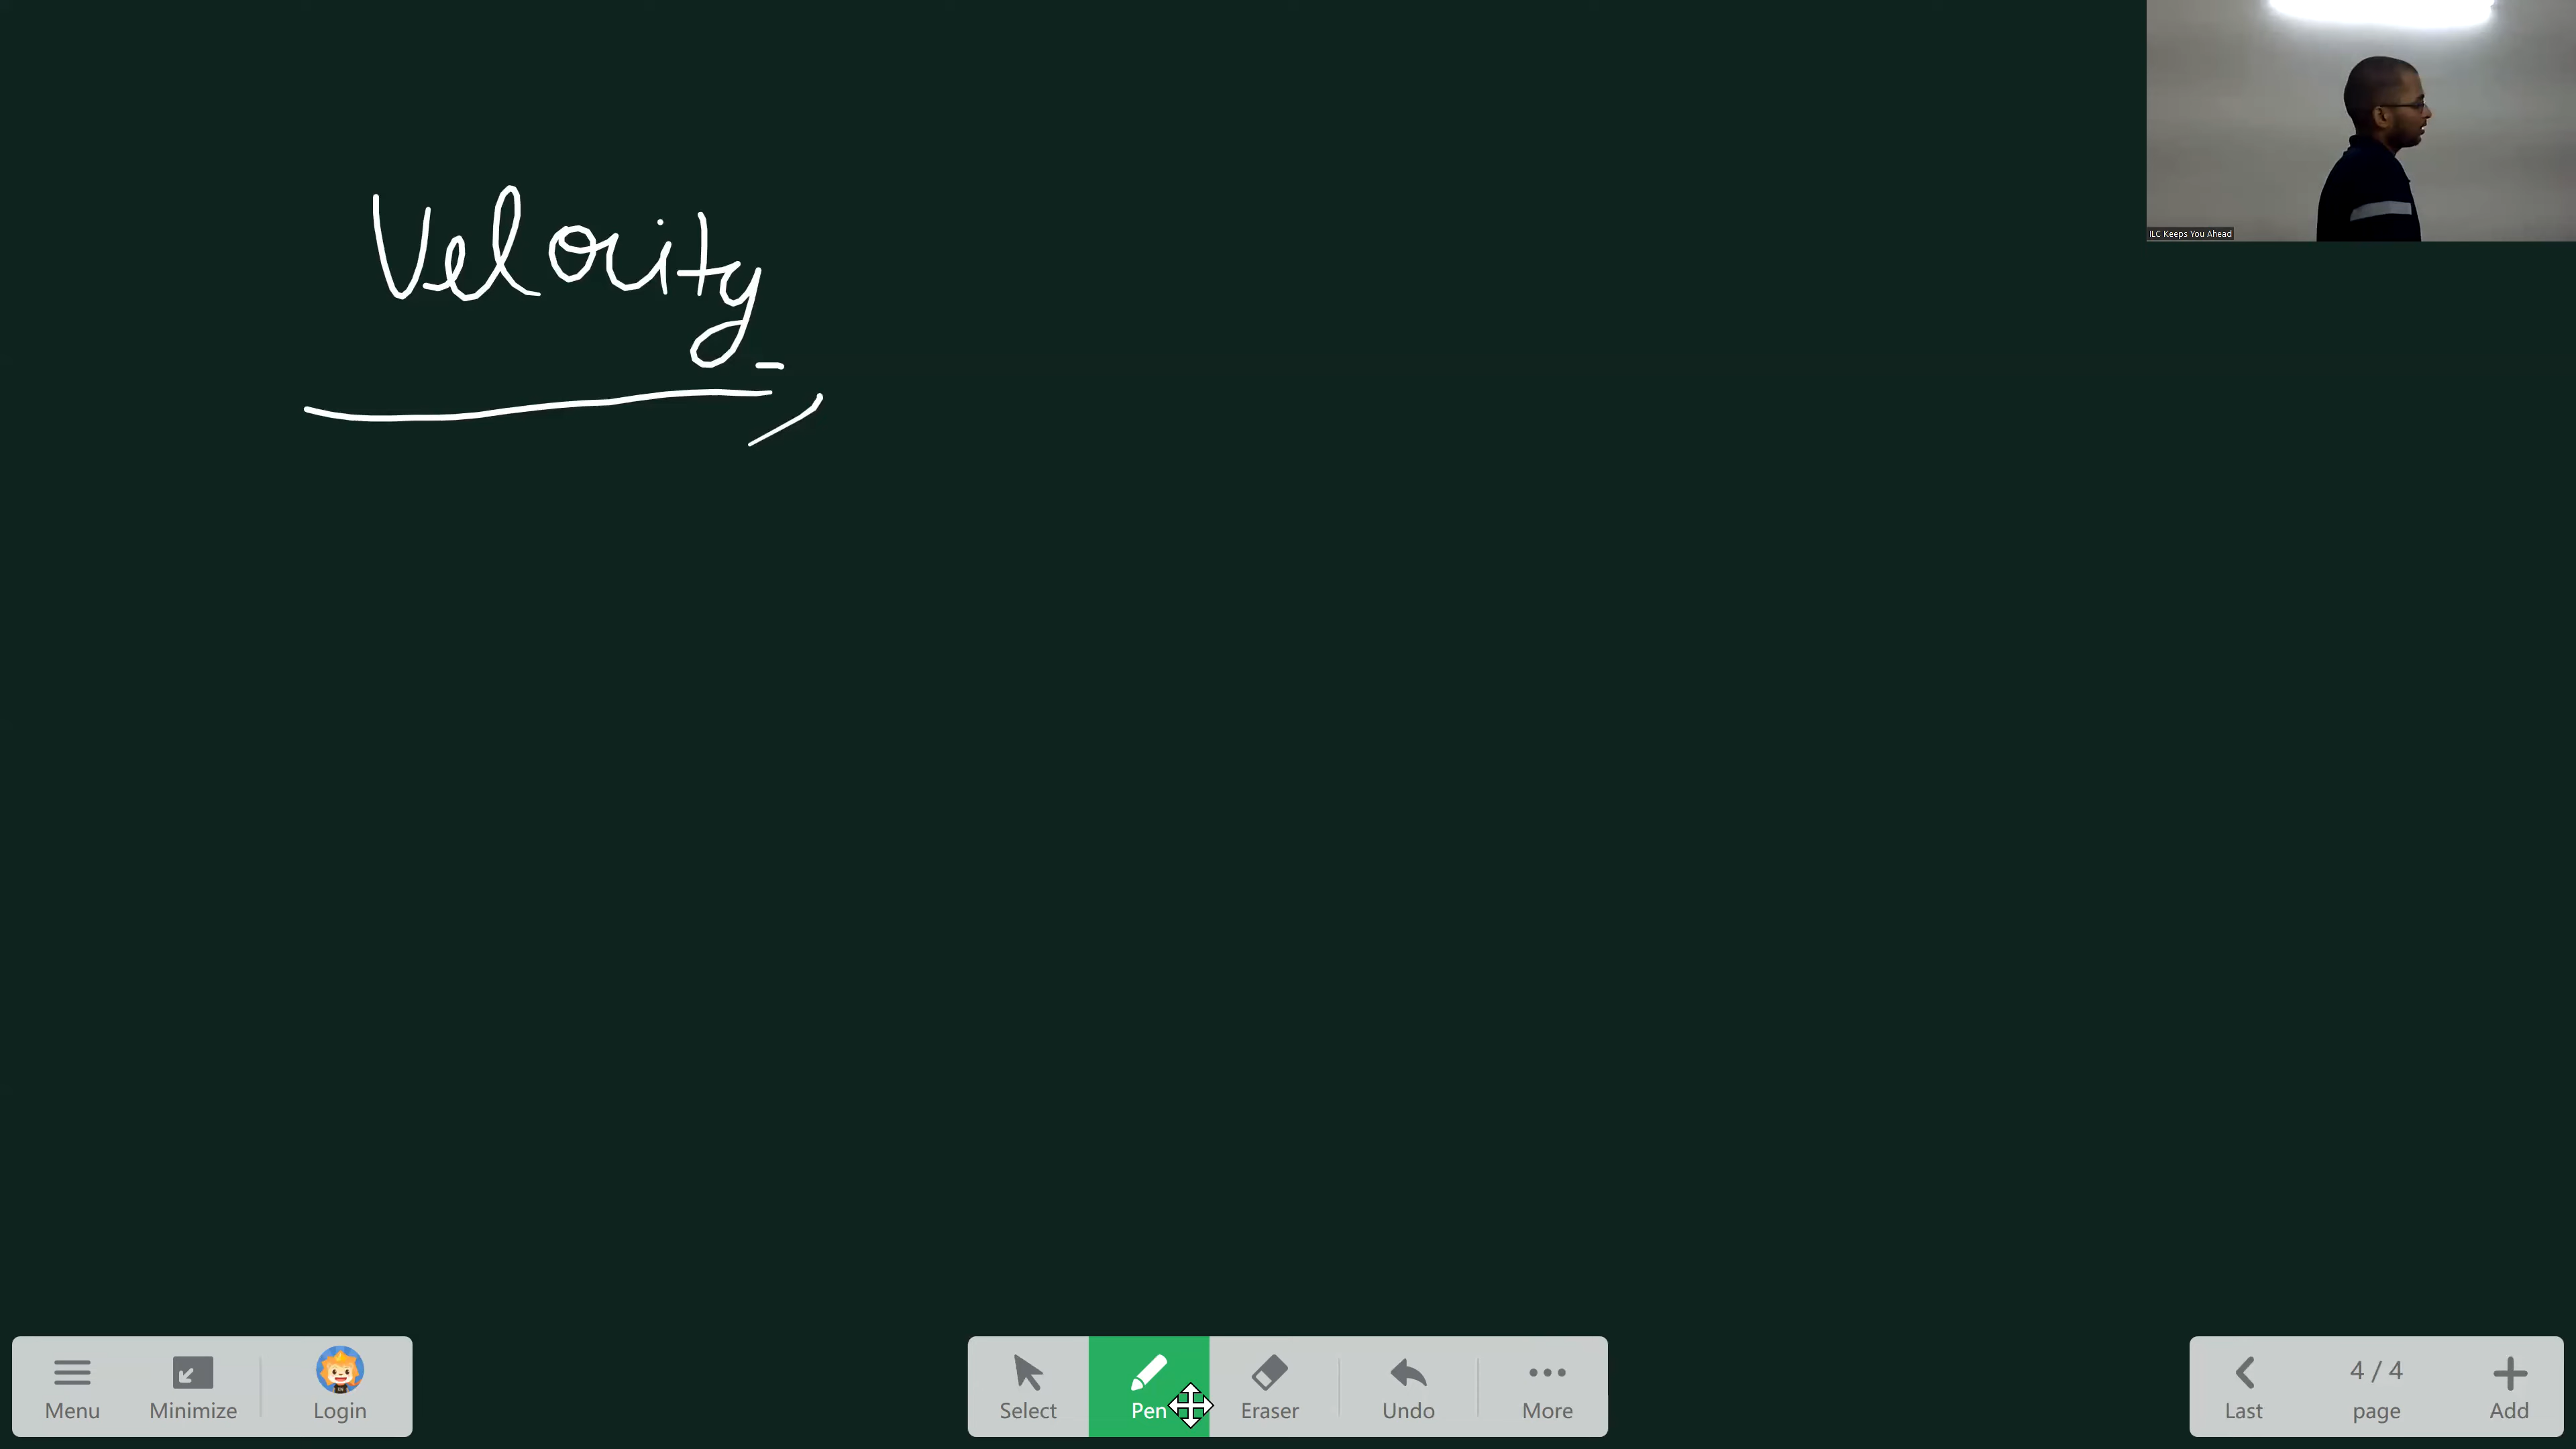 Velocity
ILC Keeps You Ahead
Menu
Minimize
Login
Select
Pen
Eraser
Undo
More
Last
4 / 4
page
Add